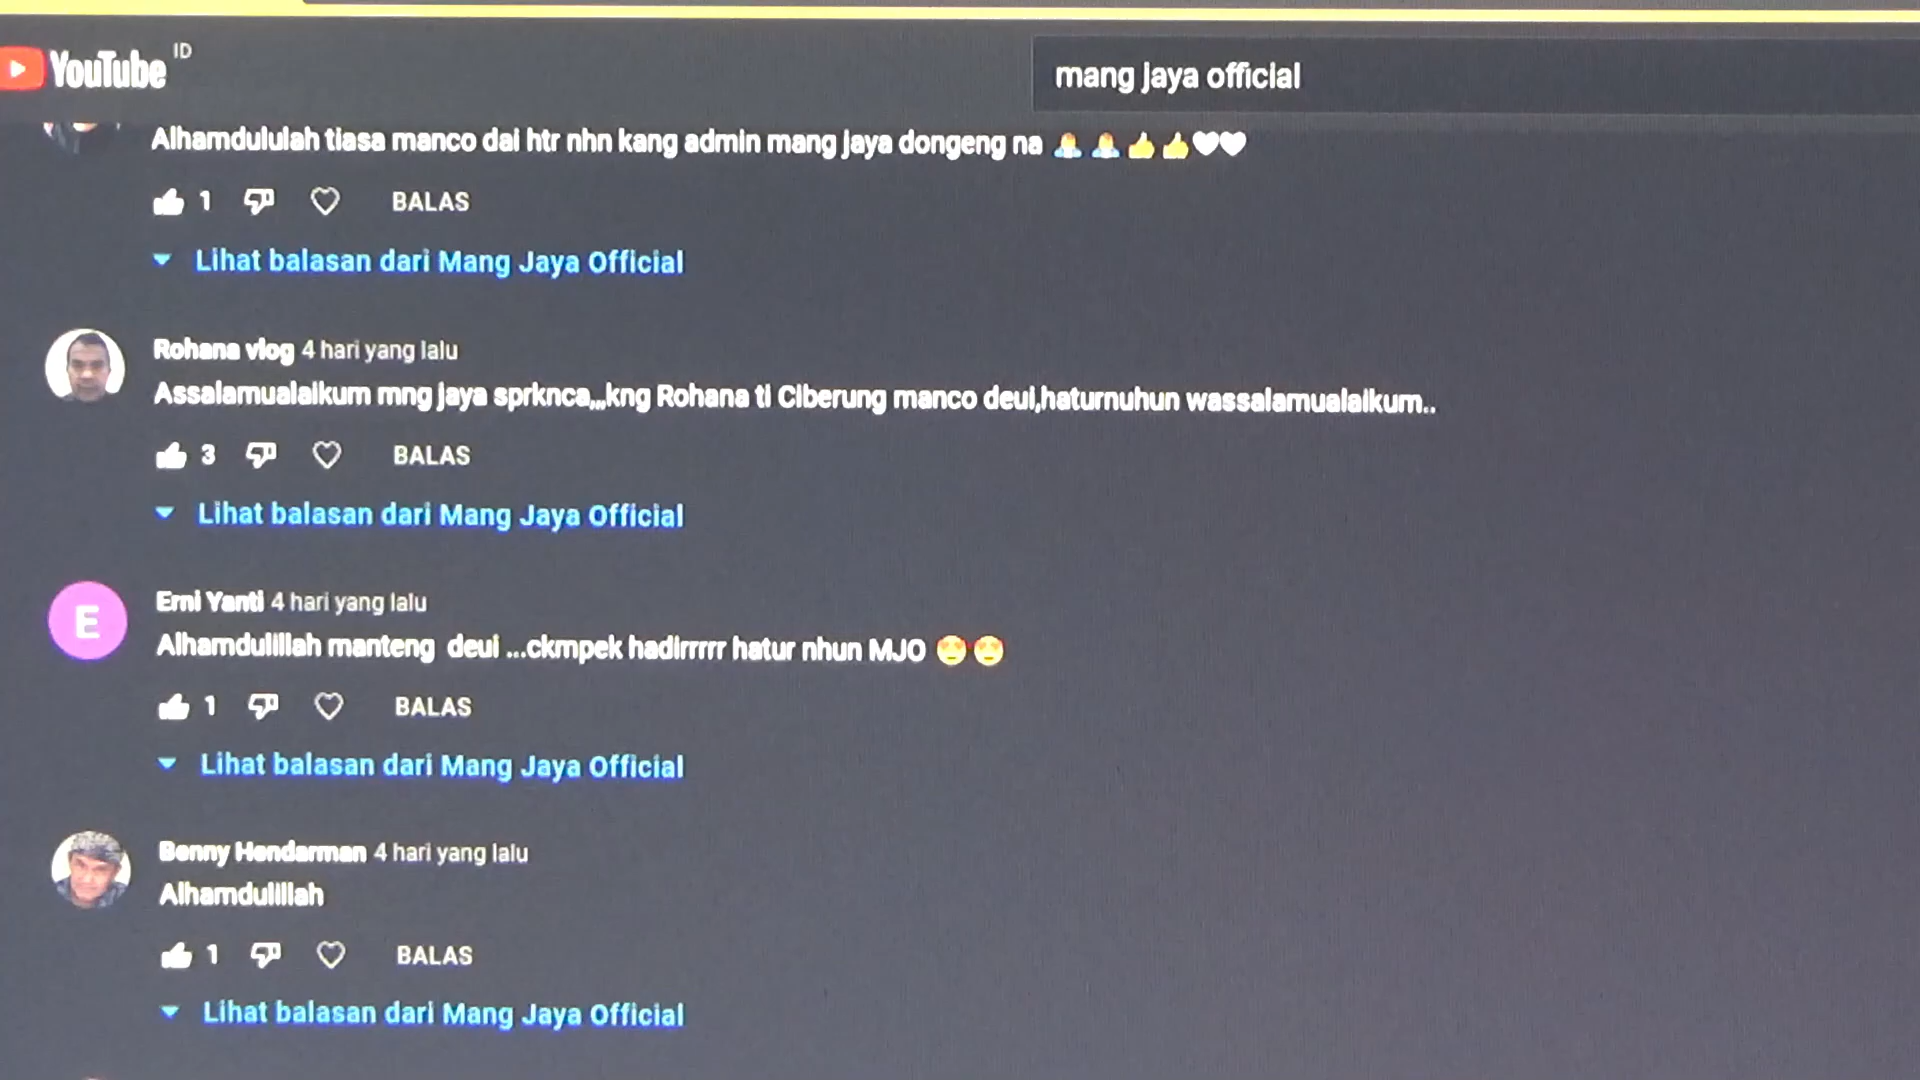 YouTube ID
mang jaya official
Alhamdululah tiasa manco dai htr nhn kang admin mang jaya dongeng na 🙏 🙏 👍 👍🤍🤍
1 BALAS
Lihat balasan dari Mang Jaya Official
Rohana vlog 4 hari yang lalu
Assalamualaikum mng jaya sprknca,,,kng Rohana ti Ciberung manco deui,haturnuhun wassalamualaikum..
3 BALAS
Lihat balasan dari Mang Jaya Official
E
Erni Yanti 4 hari yang lalu
Alhamdulillah manteng deui ...ckmpek hadirrrrr hatur nhun MJO 😍 😍
1 BALAS
Lihat balasan dari Mang Jaya Official
Benny Hendarman 4 hari yang lalu
Alhamdulillah
1 BALAS
Lihat balasan dari Mang Jaya Official